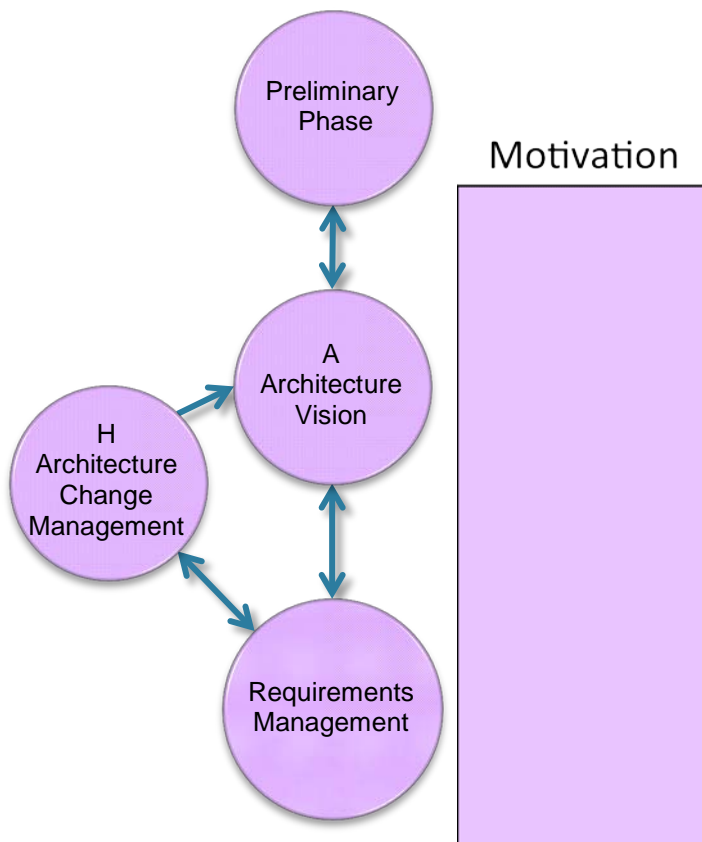 Preliminary
Phase
Motivation
A
Architecture
Vision
H
Architecture
Change
Management
Requirements
Management